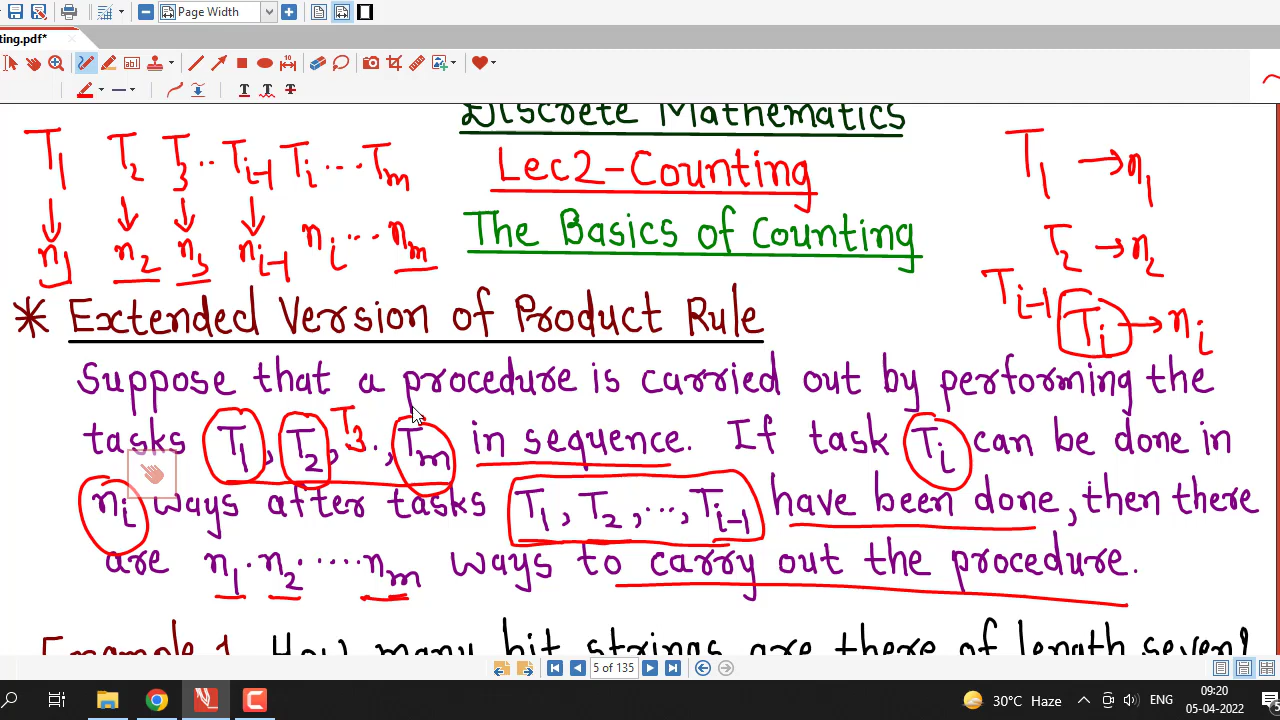 Page Width
ting.pdf*
Discrete Mathematics
T1 T2 T3 .. Ti-1 Ti ... Tm
Lec2-Counting
T1 → n1
n1 n2 n3 ni-1 ni ... nm
The Basics of Counting
T2 → n2
Ti-1
Ti → ni
* Extended Version of Product Rule
Suppose that a procedure is carried out by performing the
tasks T1, T2, T3 ., Tm in sequence. If task Ti can be done in
ni ways after tasks T1, T2, ..., Ti-1 have been done, then there
are n1.n2.....nm ways to carry out the procedure.
Example 1 How many bit strings are there of length seven?
5 of 135
30°C Haze
ENG
09:20
05-04-2022